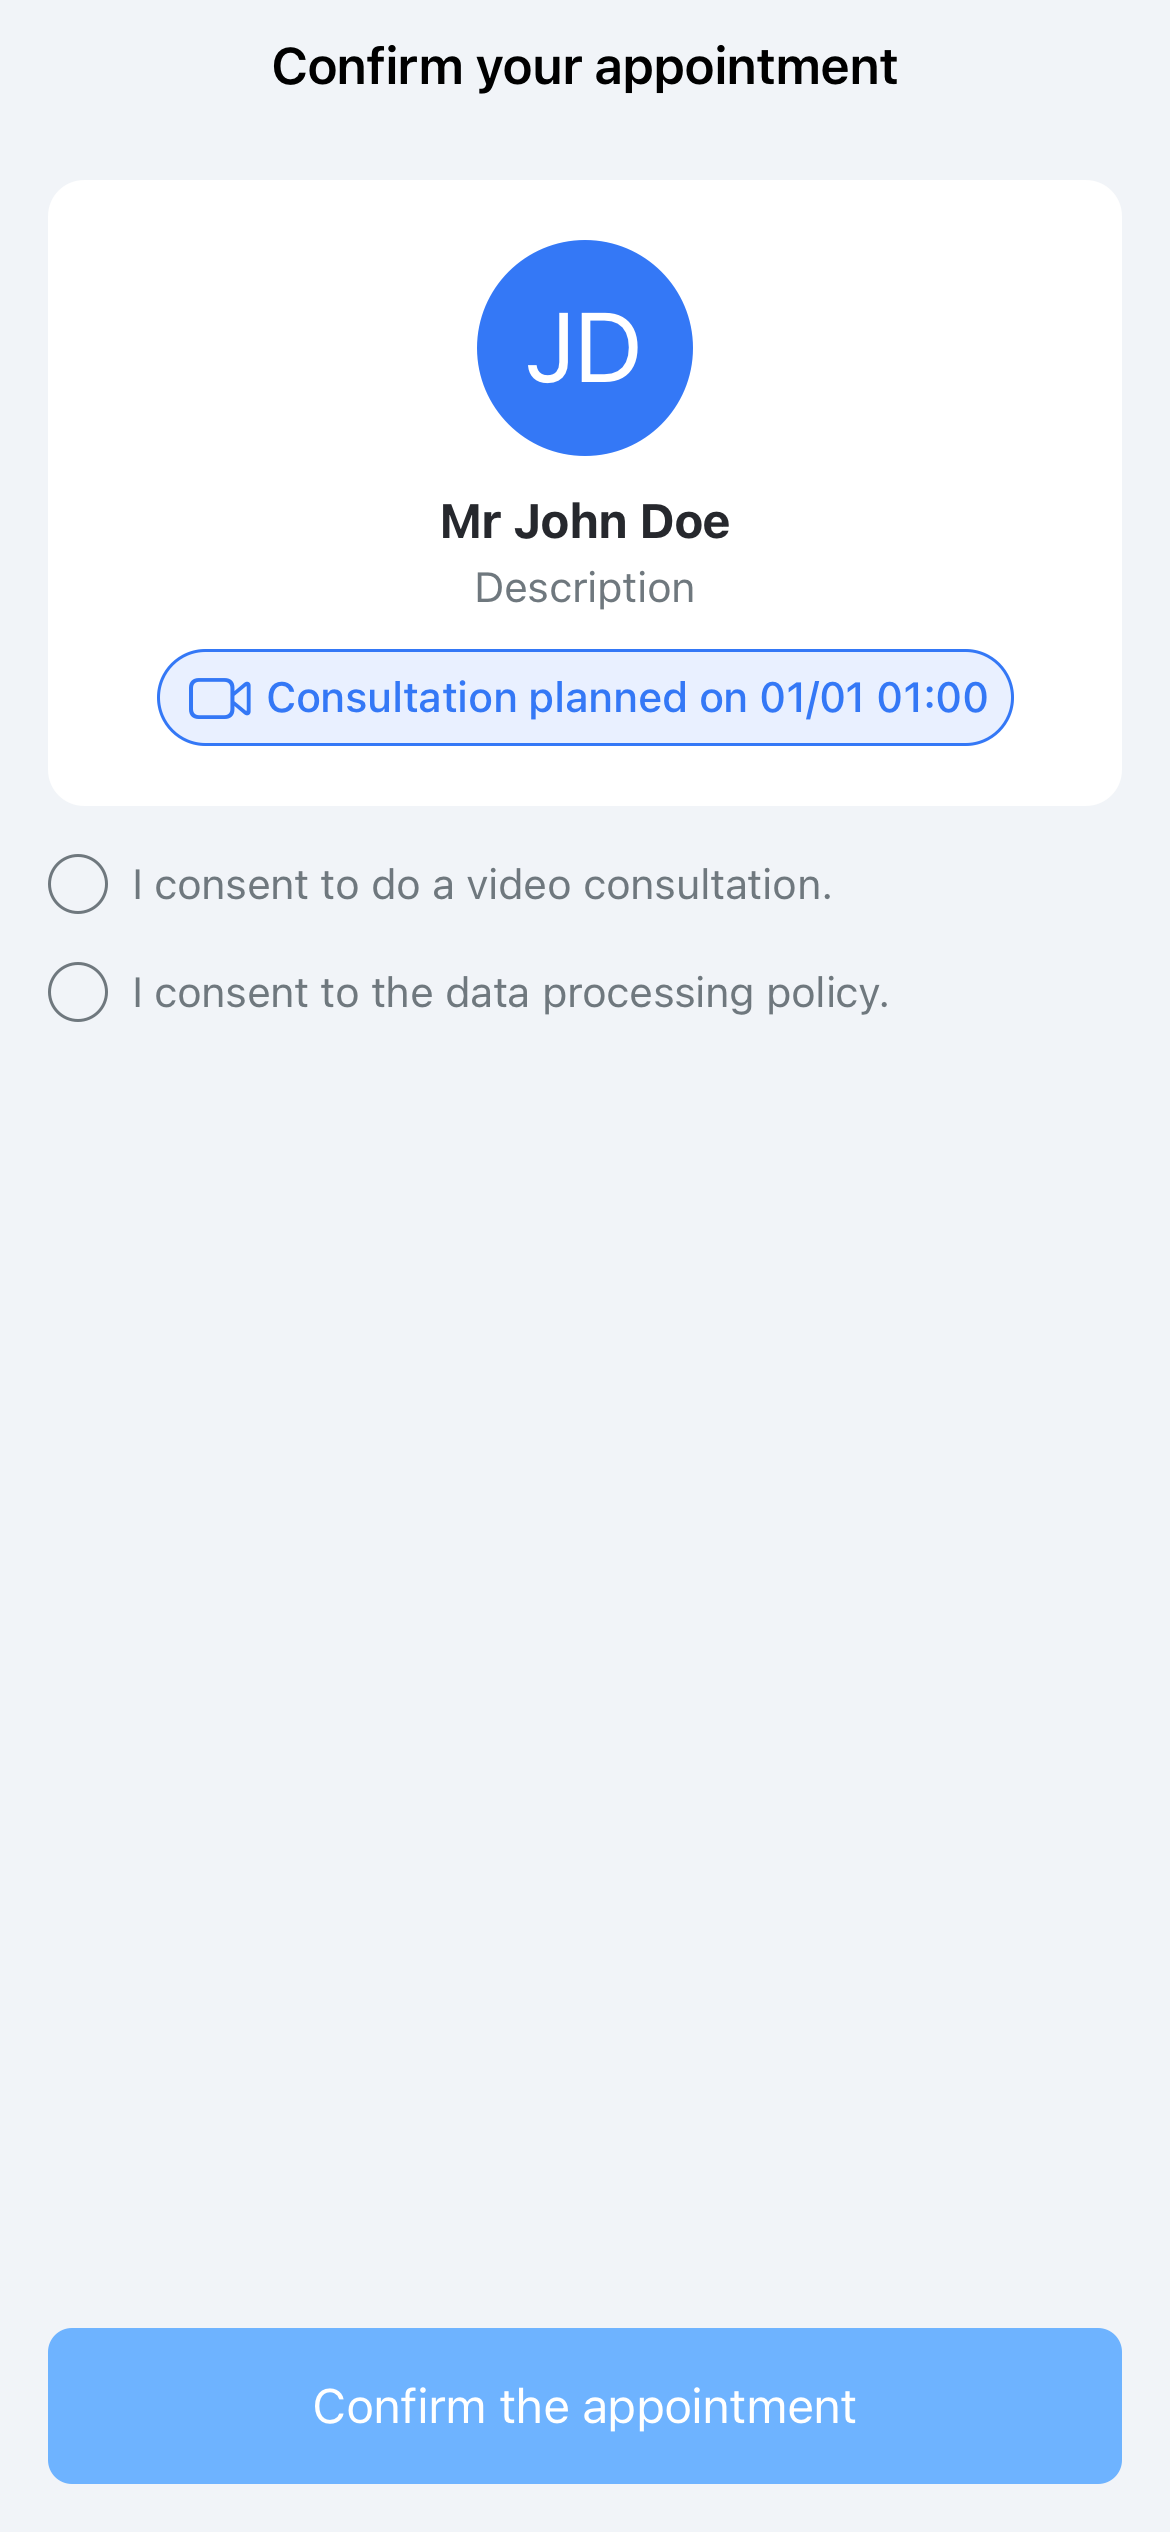 Confirm your appointment
JD
Mr John Doe
Description
Consultation planned on 01/01 01:00
I consent to do a video consultation.
I consent to the data processing policy.
Confirm the appointment